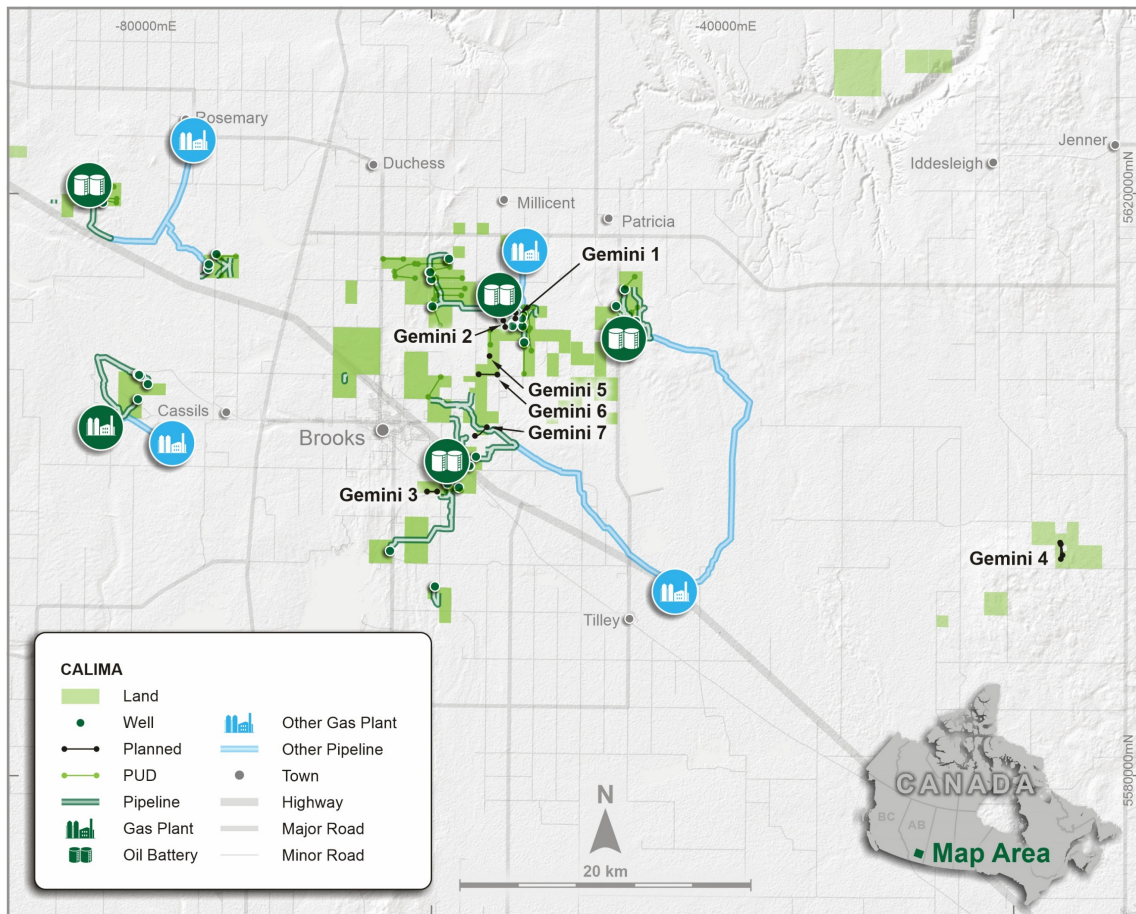 -80000mE
-40000mE
Rosemary
Duchess
Jenner
Iddesleigh
5620000mN
Millicent
Patricia
Gemini 1
Gemini 2
Gemini 5
Gemini 6
Gemini 7
Cassils
Brooks
Gemini 3
Gemini 4
Tilley
CALIMA
Land
Well
Planned
PUD
Pipeline
Gas Plant
Oil Battery
Other Gas Plant
Other Pipeline
Town
Highway
Major Road
Minor Road
N
20 km
5580000mN
CANADA
BC
AB
Map Area